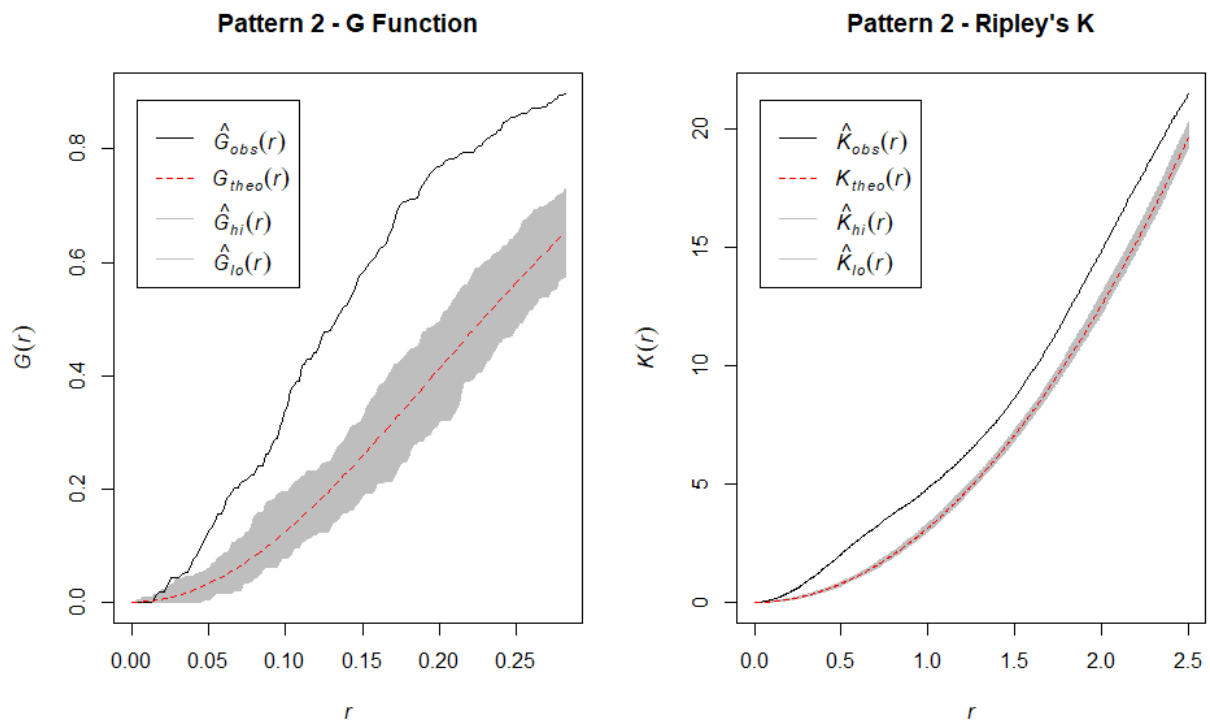 Pattern 2 - G Function
Ĝobs(r)
Gtheo(r)
Ĝhi(r)
Ĝlo(r)
G(r)
0.0
0.2
0.4
0.6
0.8
0.00 0.05 0.10 0.15 0.20 0.25
r
Pattern 2 - Ripley's K
K̂obs(r)
Ktheo(r)
K̂hi(r)
K̂lo(r)
K(r)
0
5
10
15
20
0.0 0.5 1.0 1.5 2.0 2.5
r